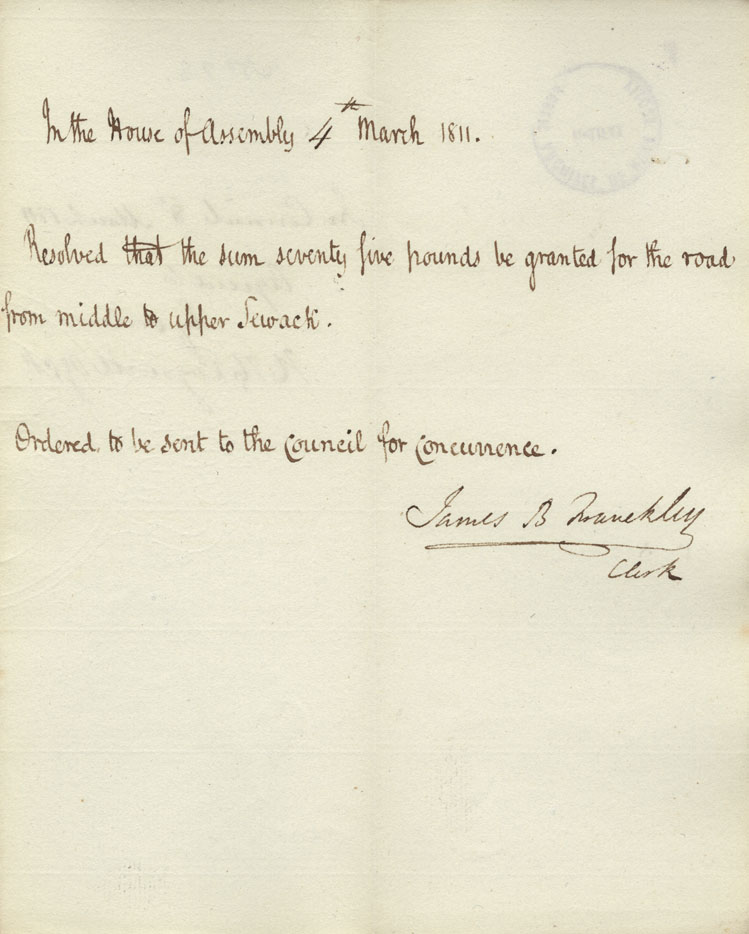 In the House of Assembly 4th March 1811.
Resolved that the sum seventy five pounds be granted for the road
from middle to upper Sewack.
Ordered to be sent to the Council for Concurrence.
James B Franckley
Clerk